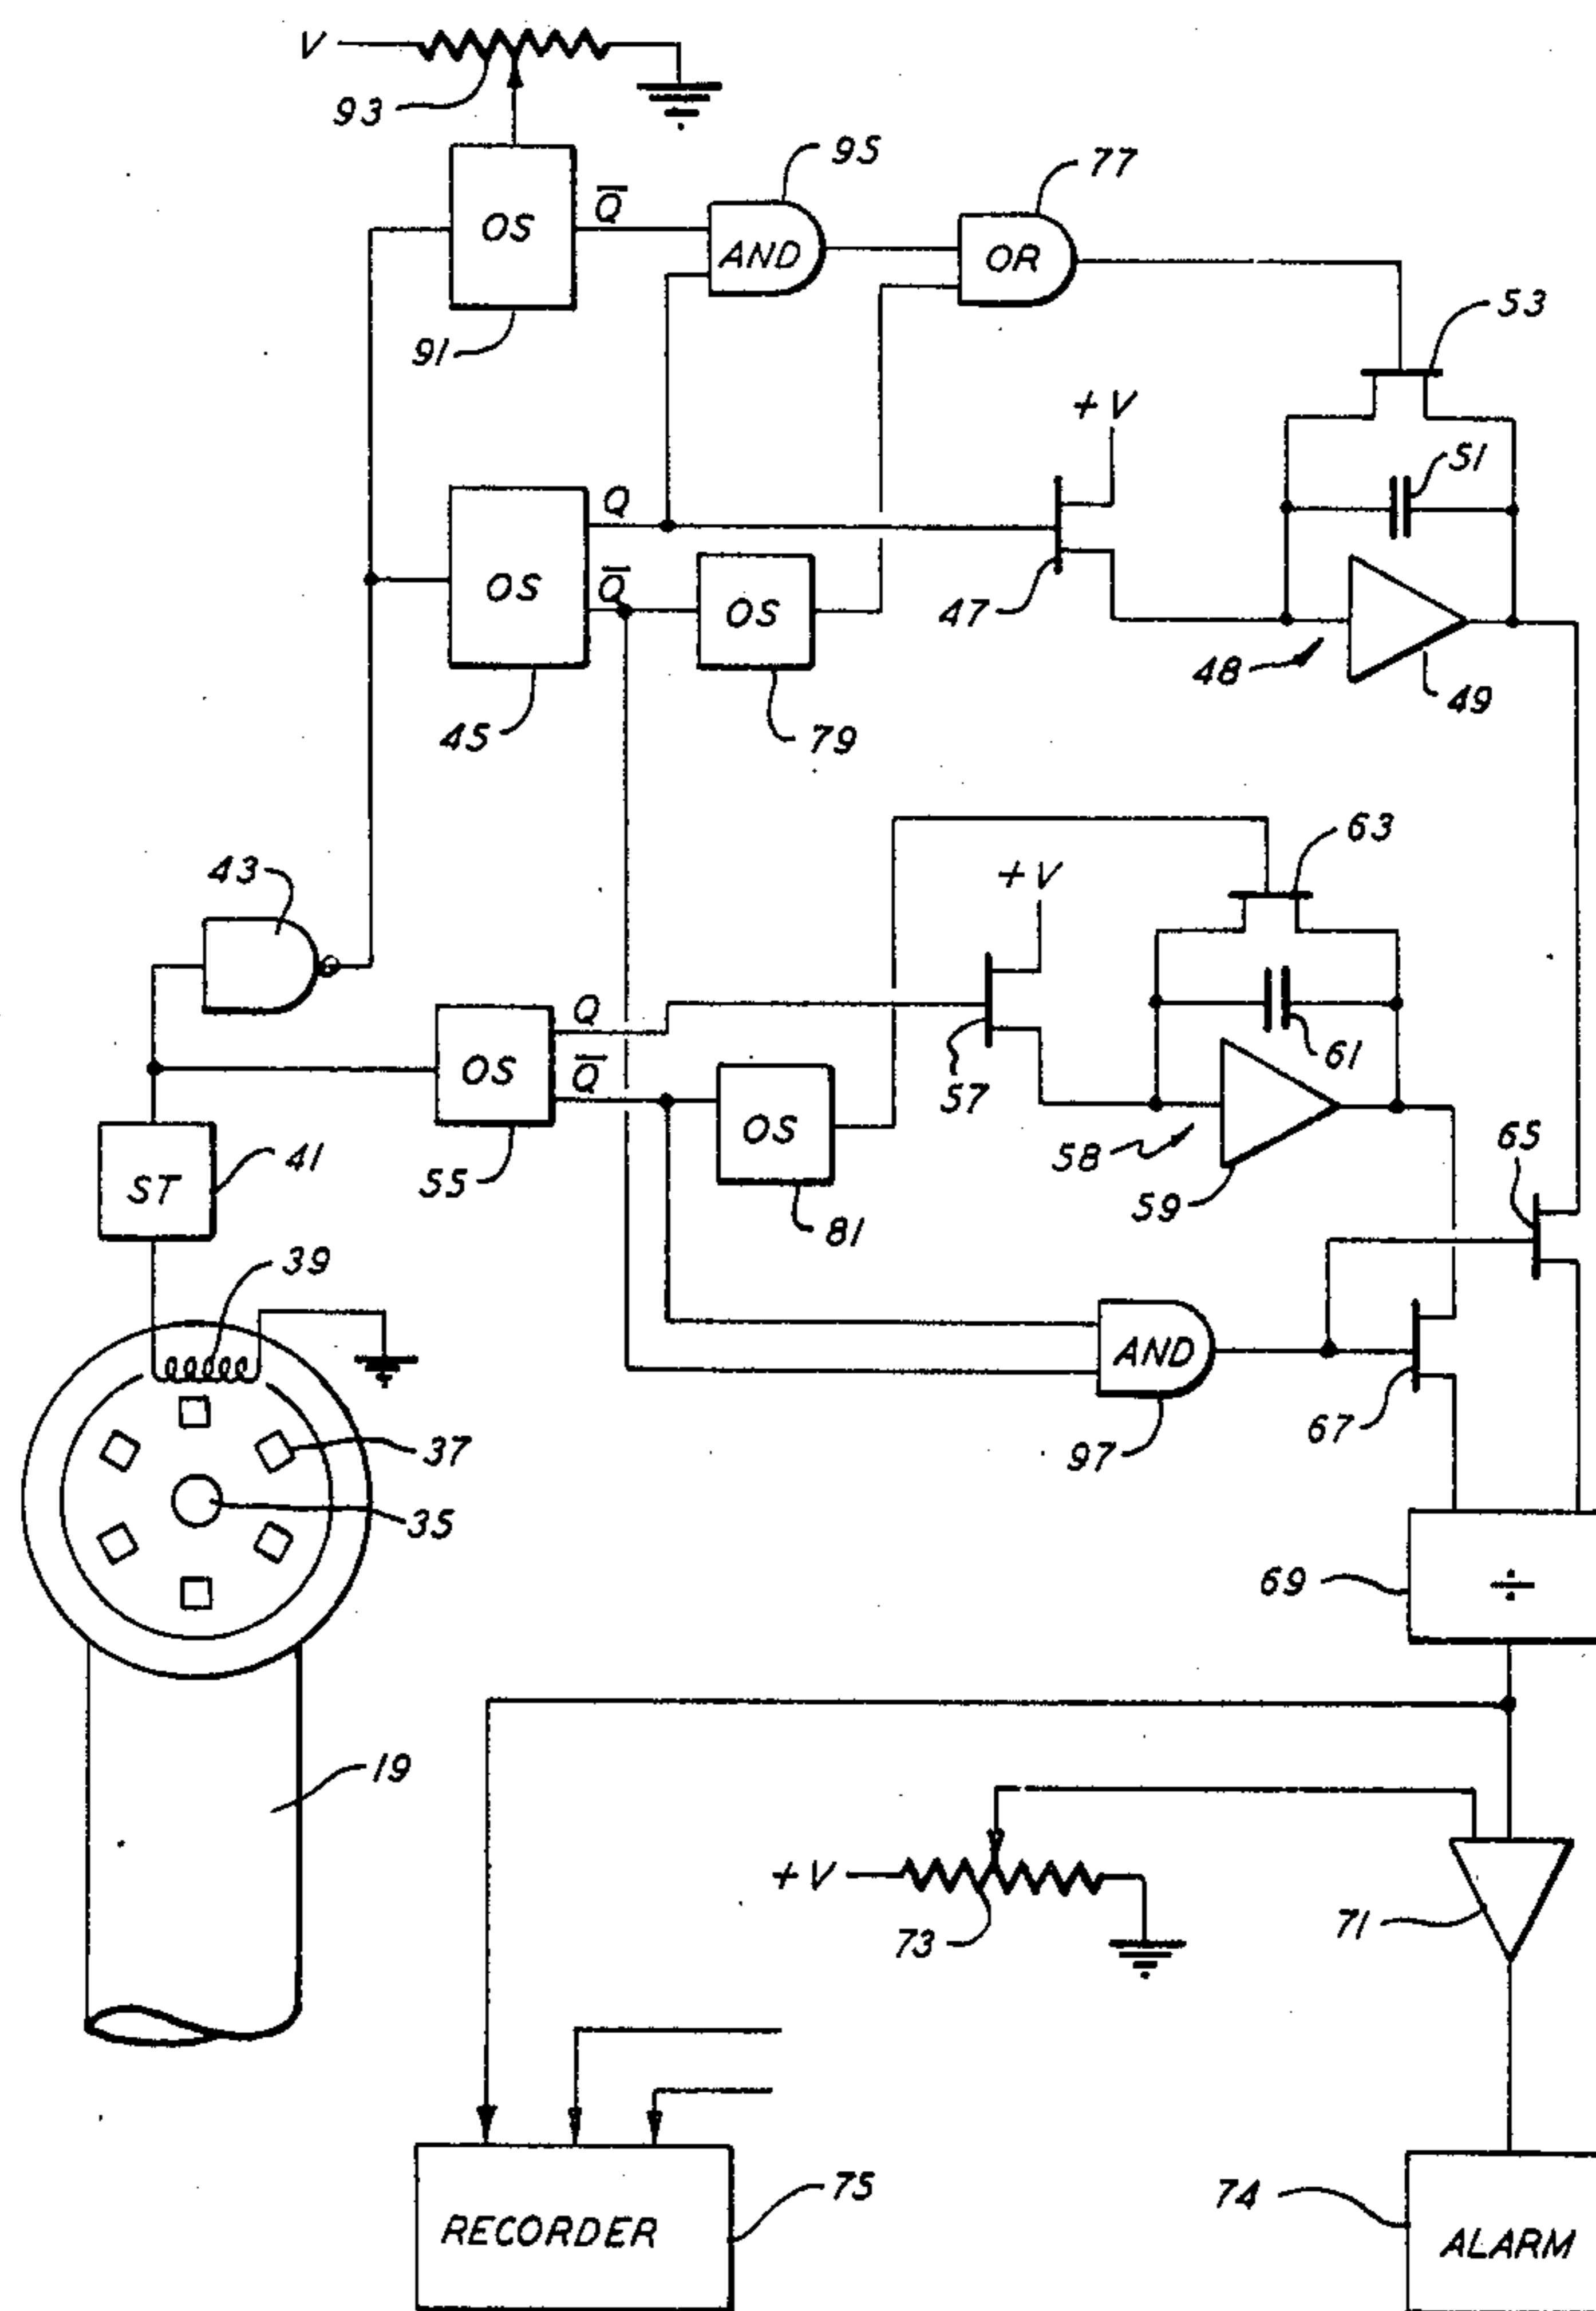 V
93
OS
Q̅
95
AND
77
OR
91
53
+V
51
OS
Q
Q̅
OS
47
48
49
45
79
43
+V
63
OS
Q
Q̅
57
61
OS
58
59
65
ST
41
55
81
39
AND
97
67
37
35
69
÷
19
+V
73
71
RECORDER
75
74
ALARM